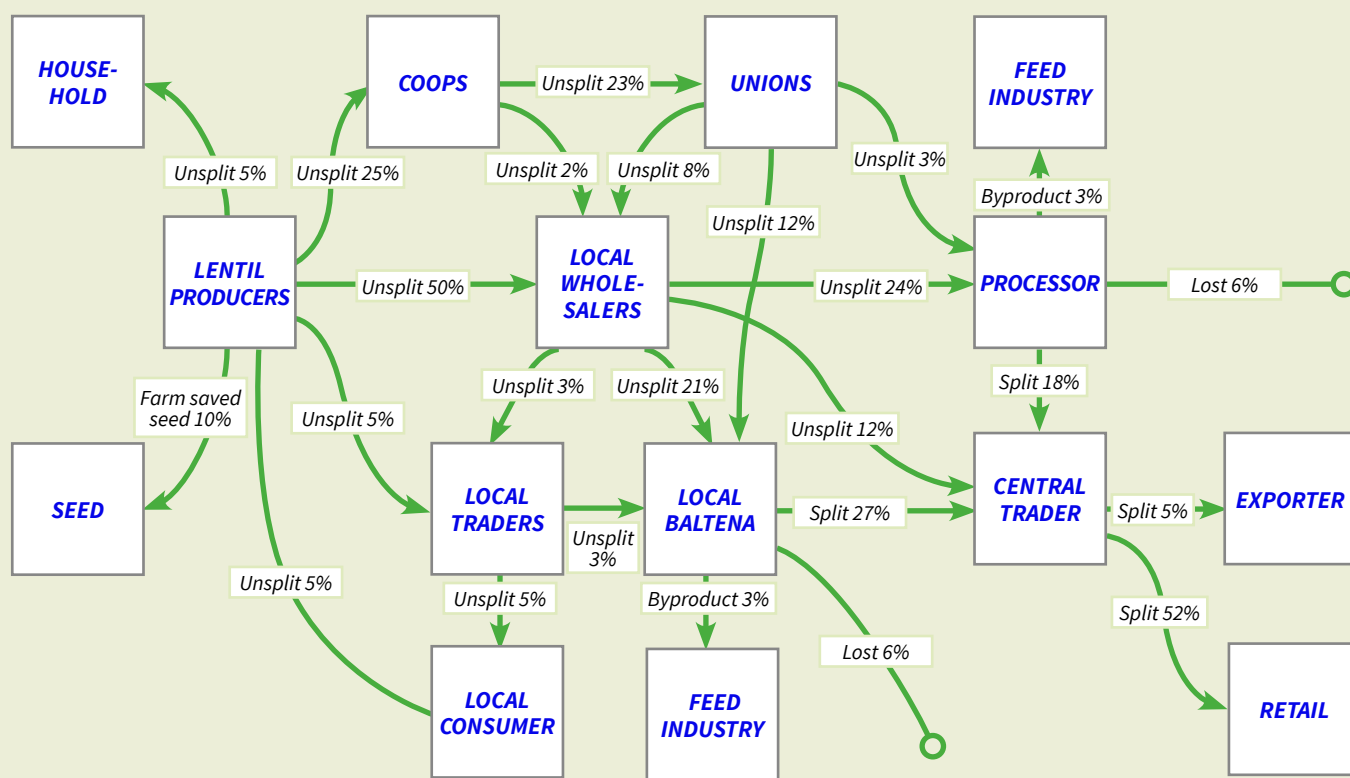 HOUSE-
HOLD
COOPS
Unsplit 23%
UNIONS
FEED
INDUSTRY
Unsplit 5%
Unsplit 25%
Unsplit 2%
Unsplit 8%
Unsplit 3%
Unsplit 12%
Byproduct 3%
LENTIL
PRODUCERS
Unsplit 50%
LOCAL
WHOLE-
SALERS
Unsplit 24%
PROCESSOR
Lost 6%
Farm saved
seed 10%
Unsplit 5%
Unsplit 3%
Unsplit 21%
Unsplit 12%
Split 18%
SEED
LOCAL
TRADERS
Unsplit
3%
LOCAL
BALTENA
Split 27%
CENTRAL
TRADER
Split 5%
EXPORTER
Unsplit 5%
Unsplit 5%
Byproduct 3%
Lost 6%
Split 52%
LOCAL
CONSUMER
FEED
INDUSTRY
RETAIL